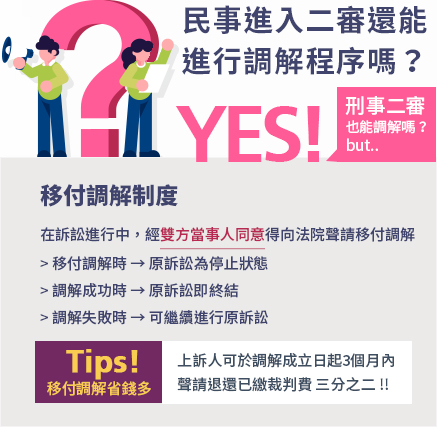 民事進入二審還能
進行調解程序嗎？
YES!
刑事二審
也能調解嗎？
but..
移付調解制度
在訴訟進行中，經雙方當事人同意得向法院聲請移付調解
> 移付調解時 → 原訴訟為停止狀態
> 調解成功時 → 原訴訟即終結
> 調解失敗時 → 可繼續進行原訴訟
Tips!
移付調解省錢多
上訴人可於調解成立日起3個月內
聲請退還已繳裁判費 三分之二 !!